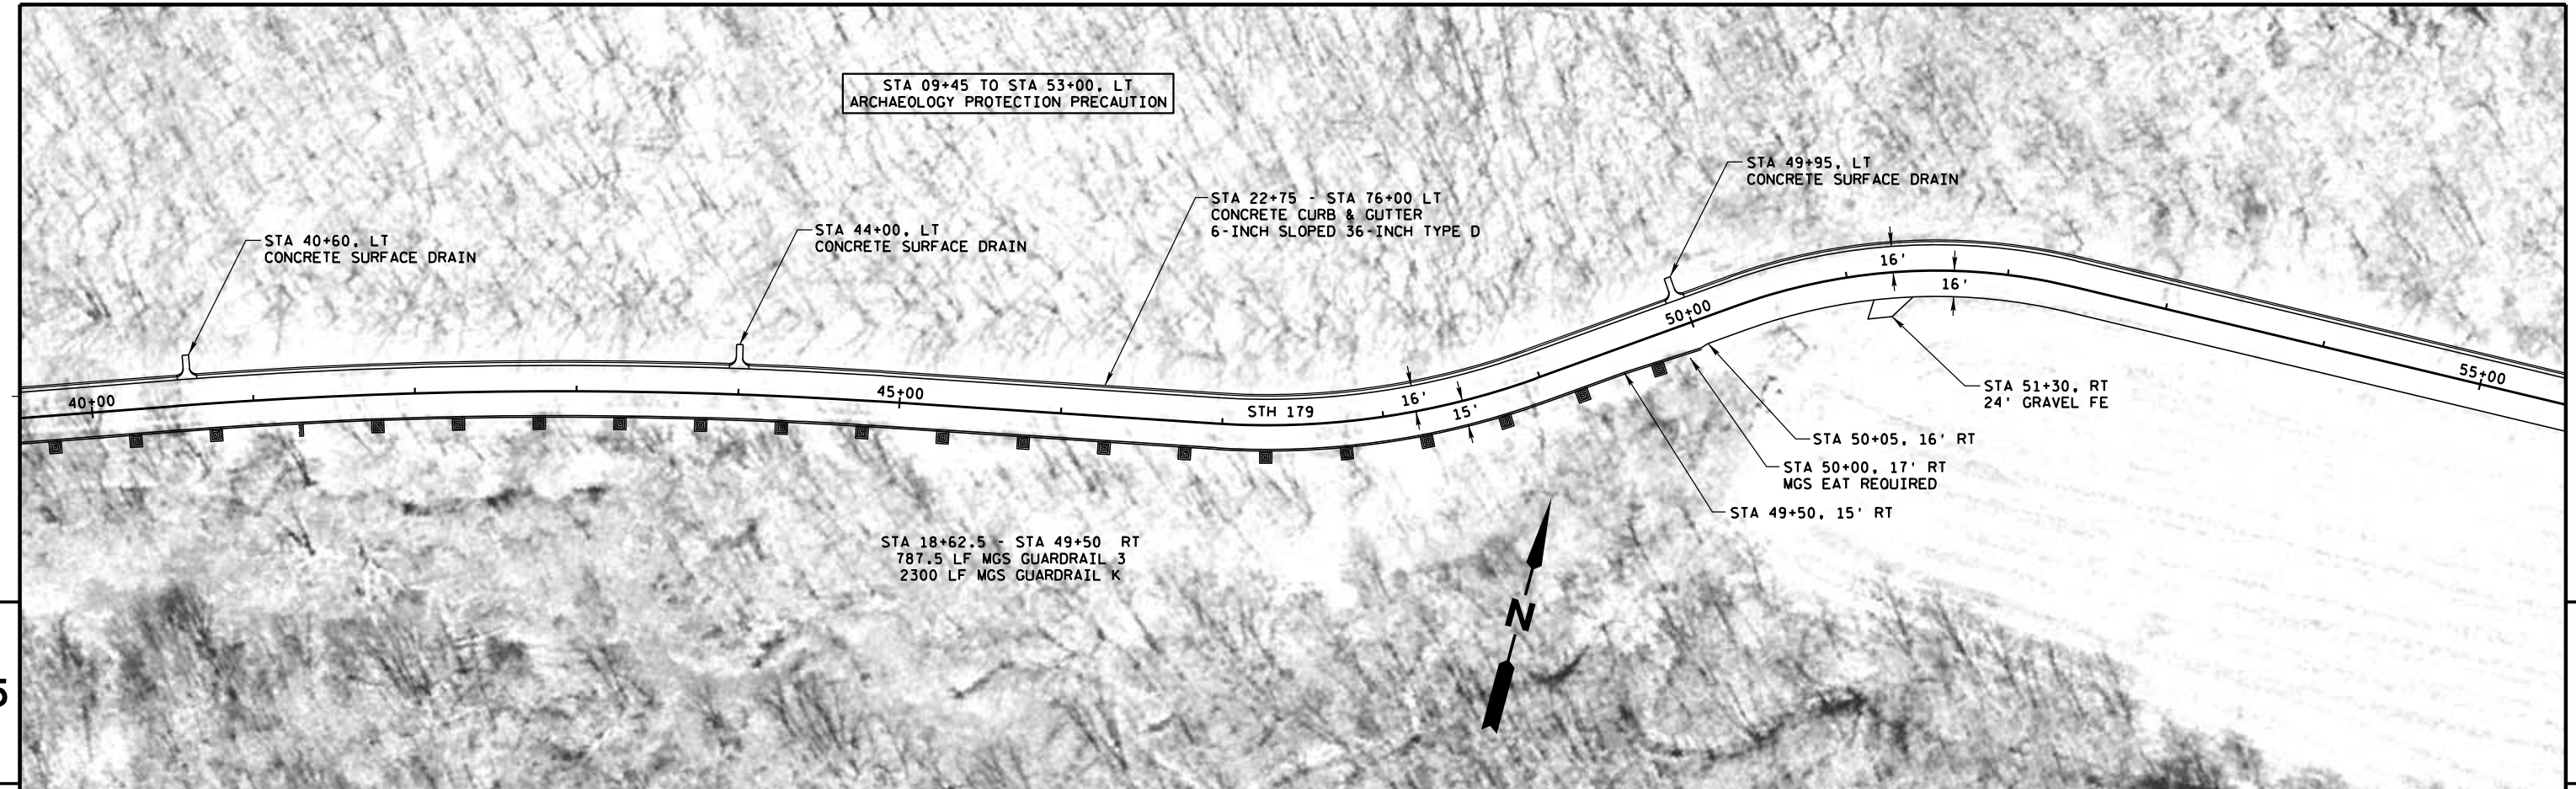 STA 09+45 TO STA 53+00, LT
ARCHAEOLOGY PROTECTION PRECAUTION
STA 49+95, LT
CONCRETE SURFACE DRAIN
STA 22+75 - STA 76+00 LT
CONCRETE CURB & GUTTER
6-INCH SLOPED 36-INCH TYPE D
STA 44+00, LT
CONCRETE SURFACE DRAIN
STA 40+60, LT
CONCRETE SURFACE DRAIN
16'
16'
50+00
55+00
40+00
45+00
STH 179
16'
15'
STA 51+30, RT
24' GRAVEL FE
STA 50+05, 16' RT
STA 50+00, 17' RT
MGS EAT REQUIRED
STA 49+50, 15' RT
STA 18+62.5 - STA 49+50 RT
787.5 LF MGS GUARDRAIL 3
2300 LF MGS GUARDRAIL K
N